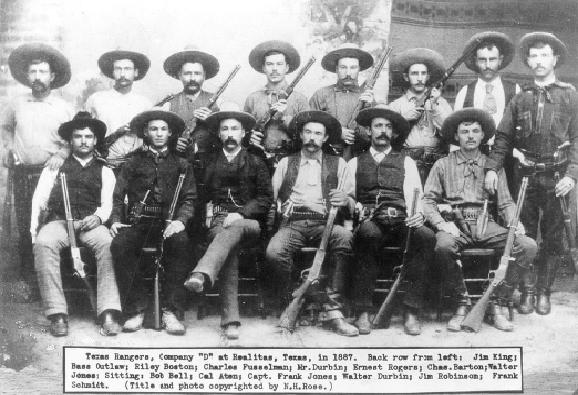 Texas Rangers, Company "D" at Realitas, Texas, in 1887. Back row from left: Jim King;
Bass Outlaw; Riley Boston; Charles Fusselman; Mr.Durbin; Ernest Rogers; Chas.Barton;Walter
Jones; Sitting: Bob Bell; Cal Aten; Capt. Frank Jones; Walter Durbin; Jim Robinson; Frank
Schmidt. (Title and photo copyrighted by N.H.Rose.)